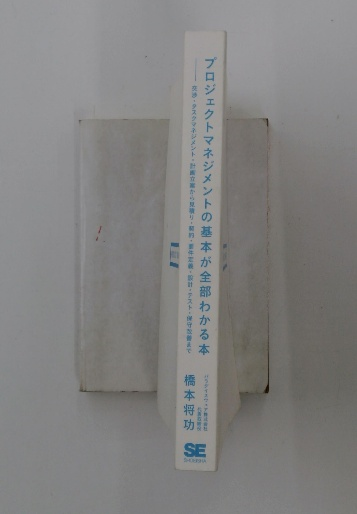 プロジェクトマネジメントの基本が全部わかる本
交渉・タスクマネジメント・計画立案から見積り・契約・要件定義・設計・テスト・保守改善まで
橋本将功
SE
SHOEISHA